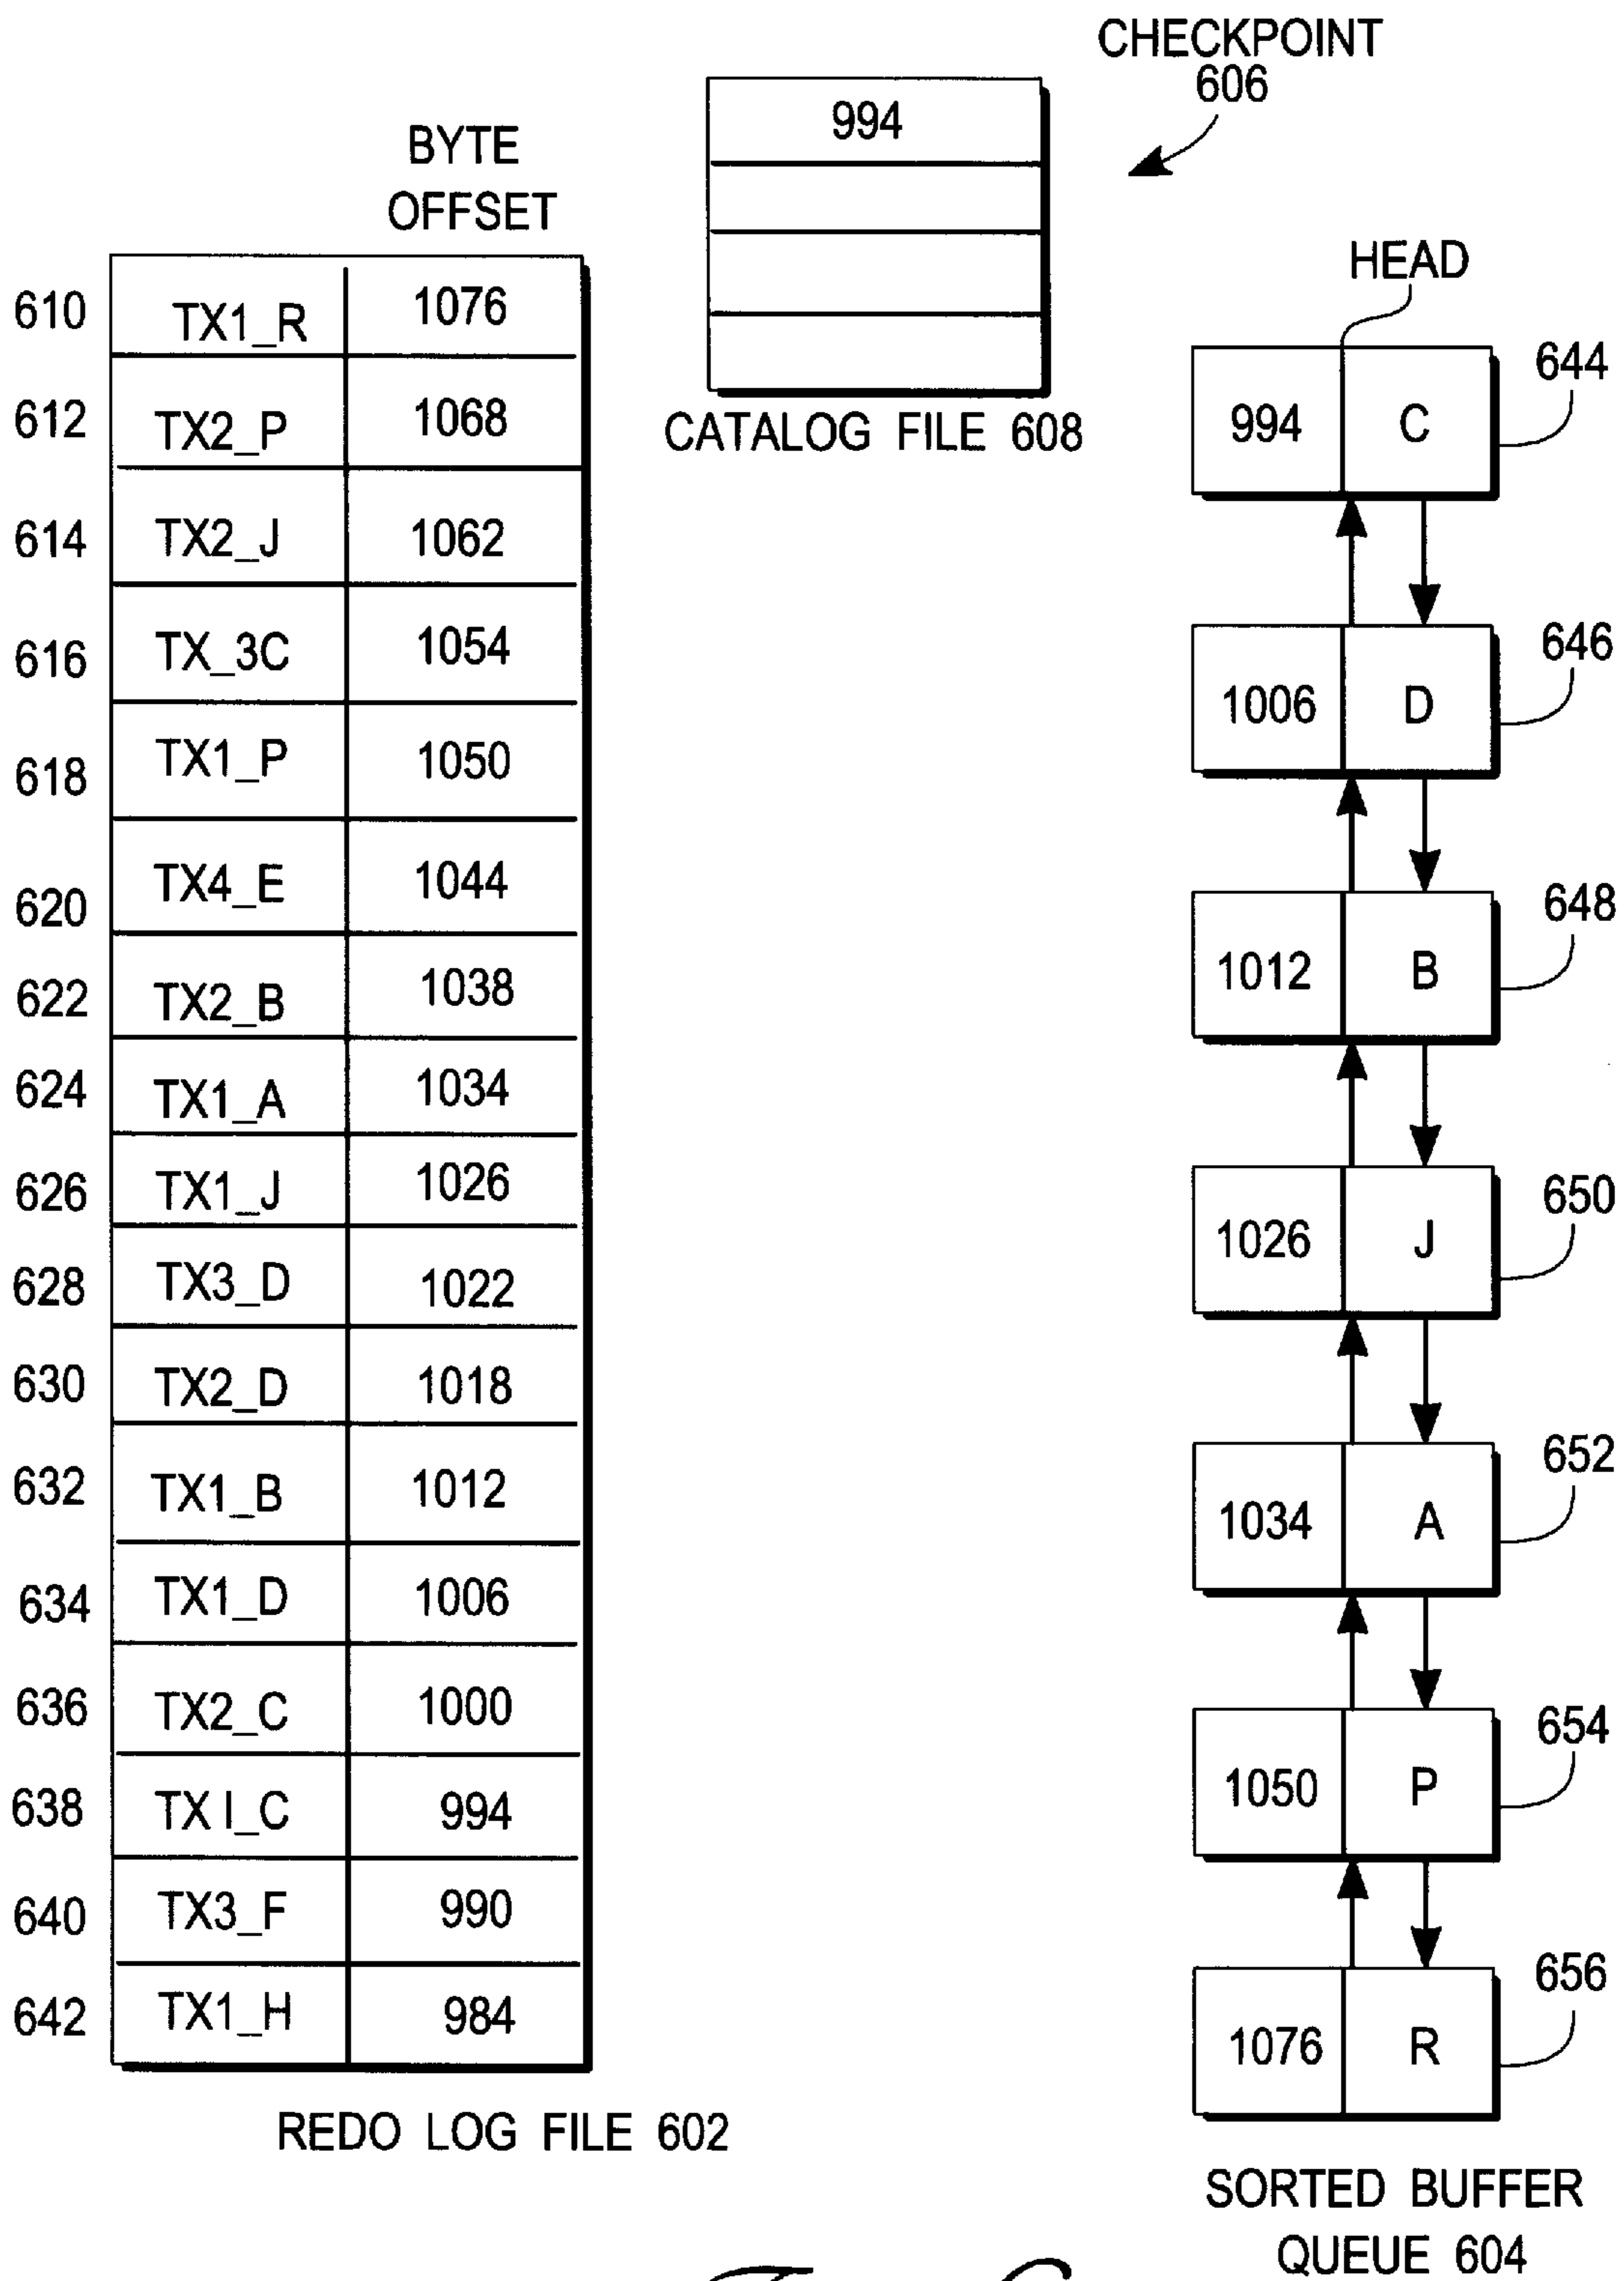 CHECKPOINT
606
994
CATALOG FILE 608
BYTE
OFFSET
610 TX1_R 1076
612 TX2_P 1068
614 TX2_J 1062
616 TX_3C 1054
618 TX1_P 1050
620 TX4_E 1044
622 TX2_B 1038
624 TX1_A 1034
626 TX1_J 1026
628 TX3_D 1022
630 TX2_D 1018
632 TX1_B 1012
634 TX1_D 1006
636 TX2_C 1000
638 TX I_C 994
640 TX3_F 990
642 TX1_H 984
REDO LOG FILE 602
HEAD
994 C 644
1006 D 646
1012 B 648
1026 J 650
1034 A 652
1050 P 654
1076 R 656
SORTED BUFFER
QUEUE 604